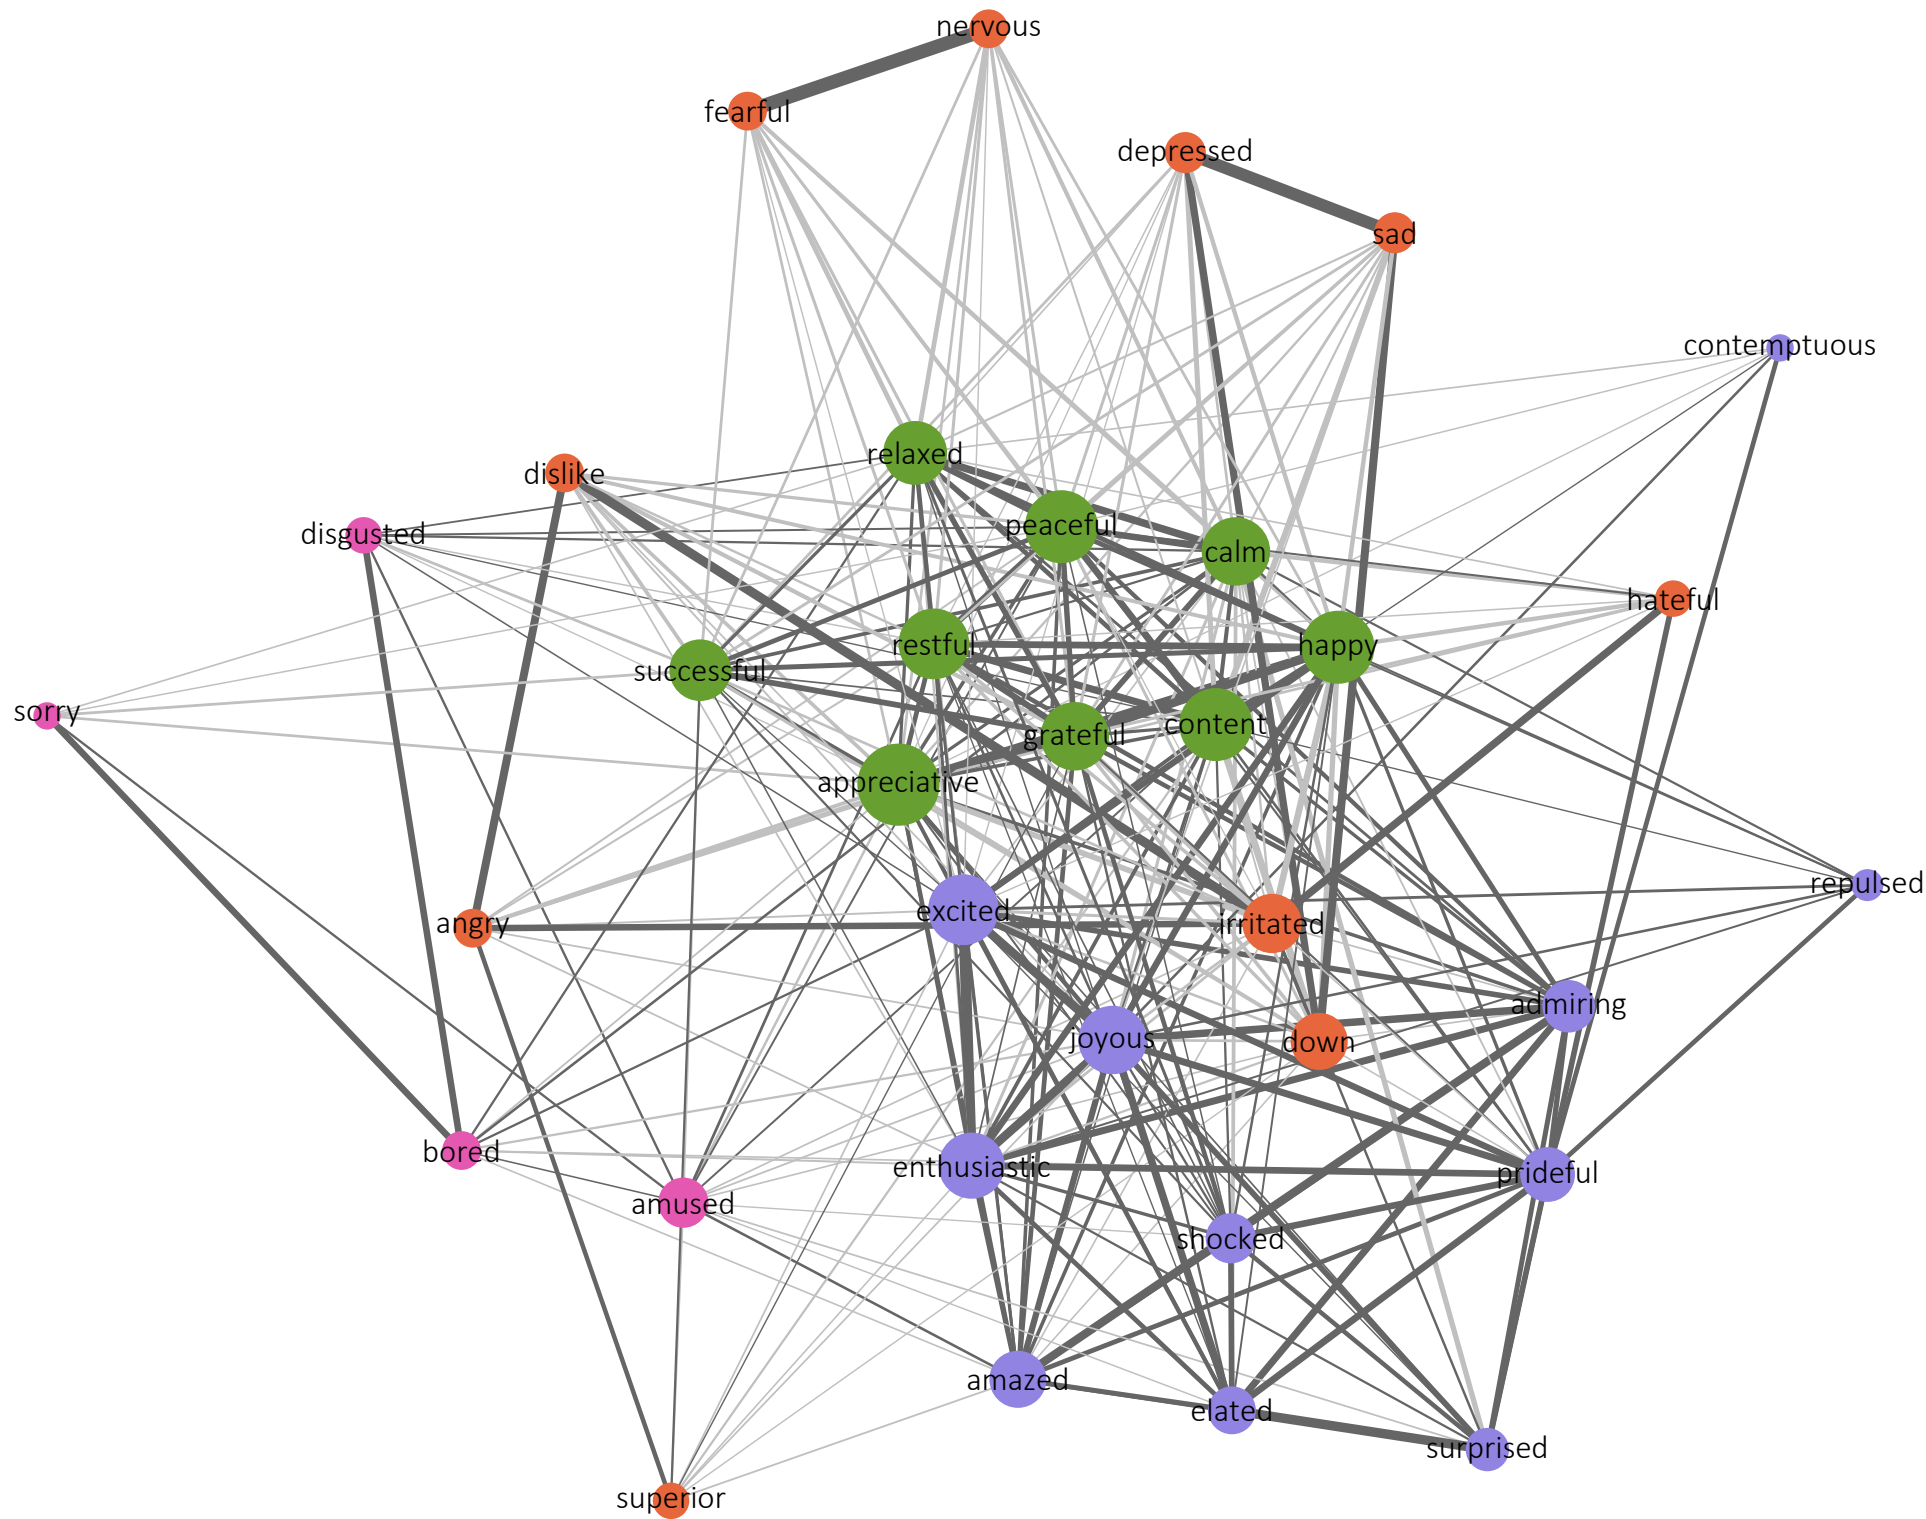 nervous
fearful
depressed
sad
contemptuous
relaxed
dislike
peaceful
disgusted
calm
hateful
restful
happy
successful
sorry
content
grateful
appreciative
repulsed
excited
angry
irritated
admiring
joyous
down
bored
enthusiastic
prideful
amused
shocked
amazed
elated
surprised
superior